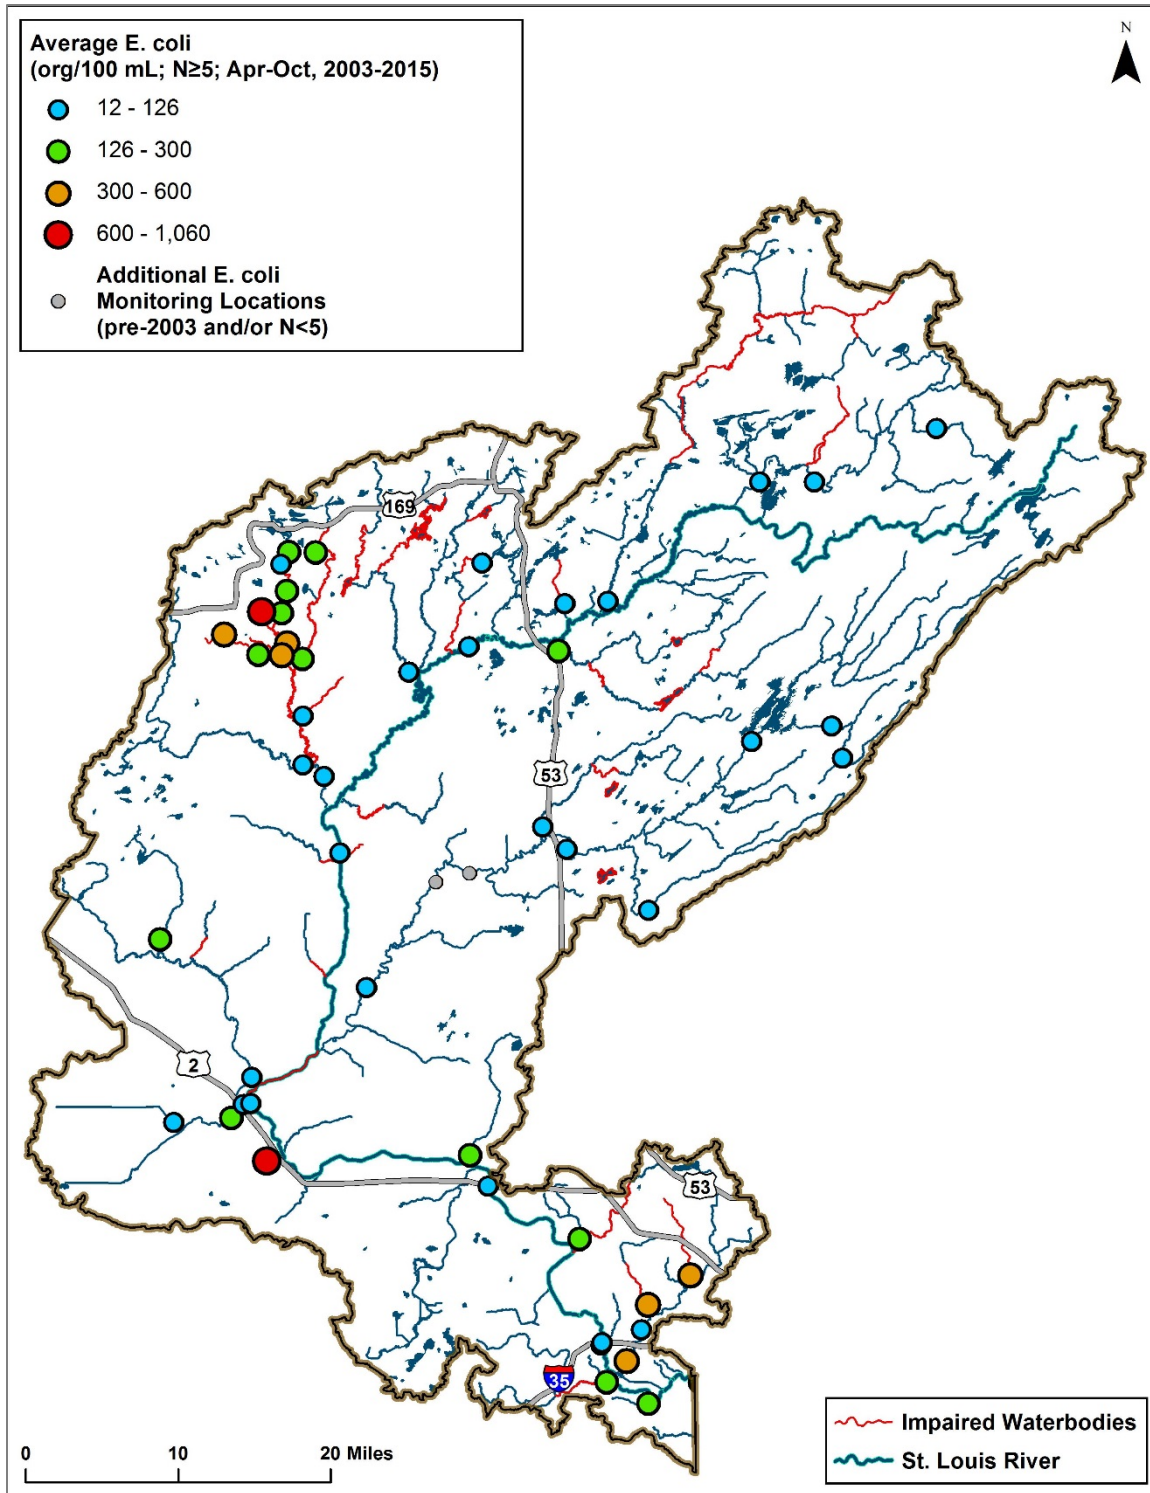 Average E. coli
(org/100 mL; N≥5; Apr-Oct, 2003-2015)
12 - 126
126 - 300
300 - 600
600 - 1,060
Additional E. coli
Monitoring Locations
(pre-2003 and/or N<5)
N
169
53
2
53
35
0 10 20 Miles
Impaired Waterbodies
St. Louis River